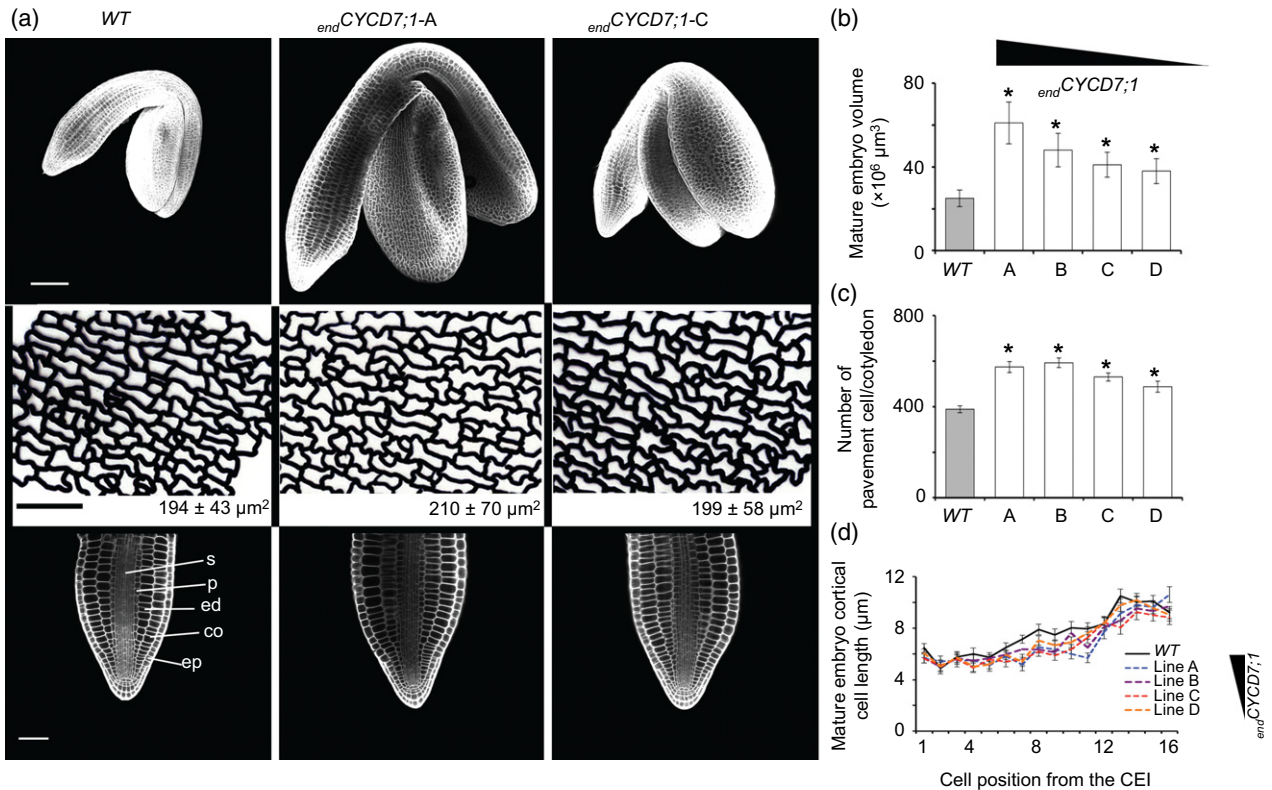 (a)
WT
endCYCD7;1-A
endCYCD7;1-C
194 ± 43 µm²
210 ± 70 µm²
199 ± 58 µm²
s
p
ed
co
ep
(b)
endCYCD7;1
Mature embryo volume
(×10⁶ µm³)
80
40
0
*
*
*
*
WT A B C D
(c)
Number of
pavement cell/cotyledon
800
400
0
*
*
*
*
WT A B C D
(d)
Mature embryo cortical
cell length (µm)
12
8
4
0
WT
Line A
Line B
Line C
Line D
1 4 8 12 16
Cell position from the CEI
endCYCD7;1